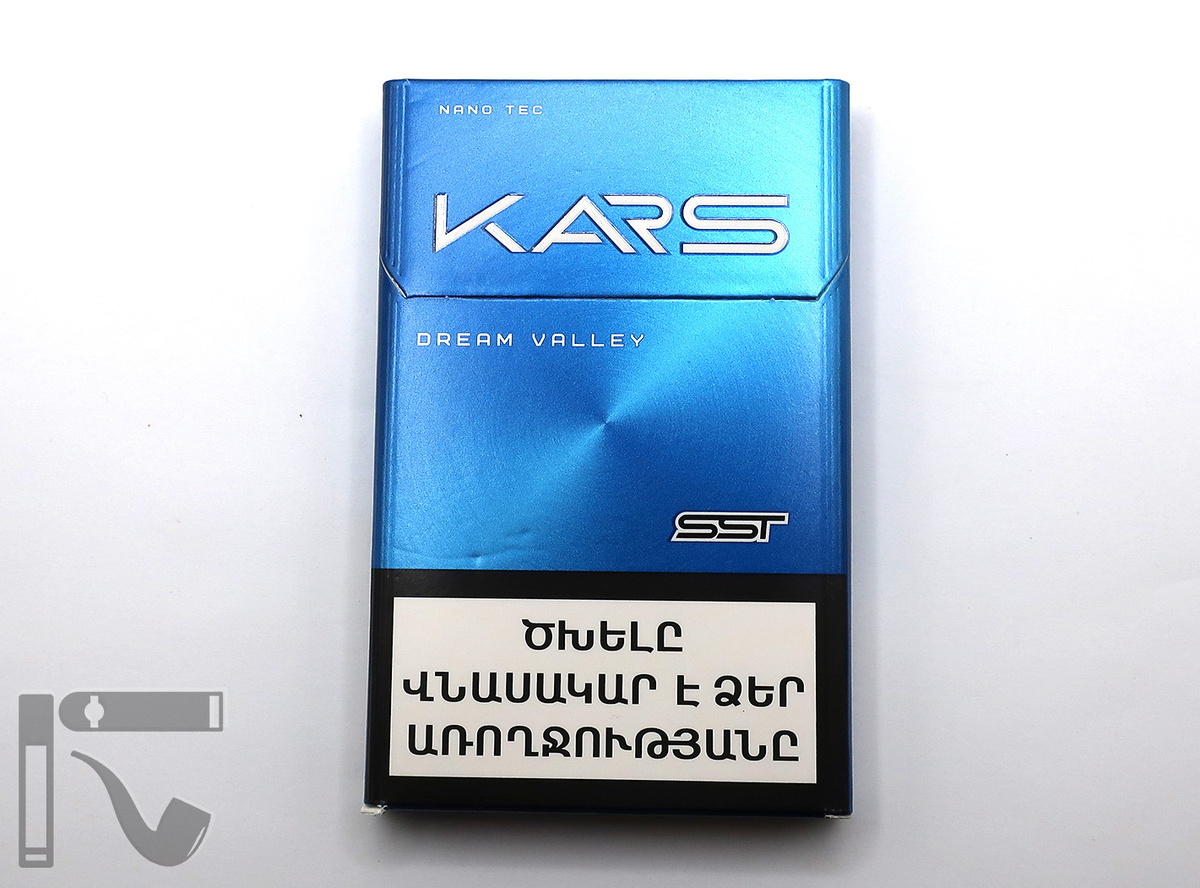 NANO TEC
KARS
DREAM VALLEY
SST
ԾԽԵԼԸ
ՎՆԱՍԱԿԱՐ Է ՁԵՐ
ԱՌՈՂՋՈՒԹՅԱՆԸ